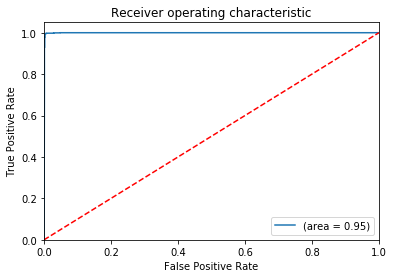 Receiver operating characteristic
True Positive Rate
1.0
0.8
0.6
0.4
0.2
0.0
(area = 0.95)
0.0 0.2 0.4 0.6 0.8 1.0
False Positive Rate